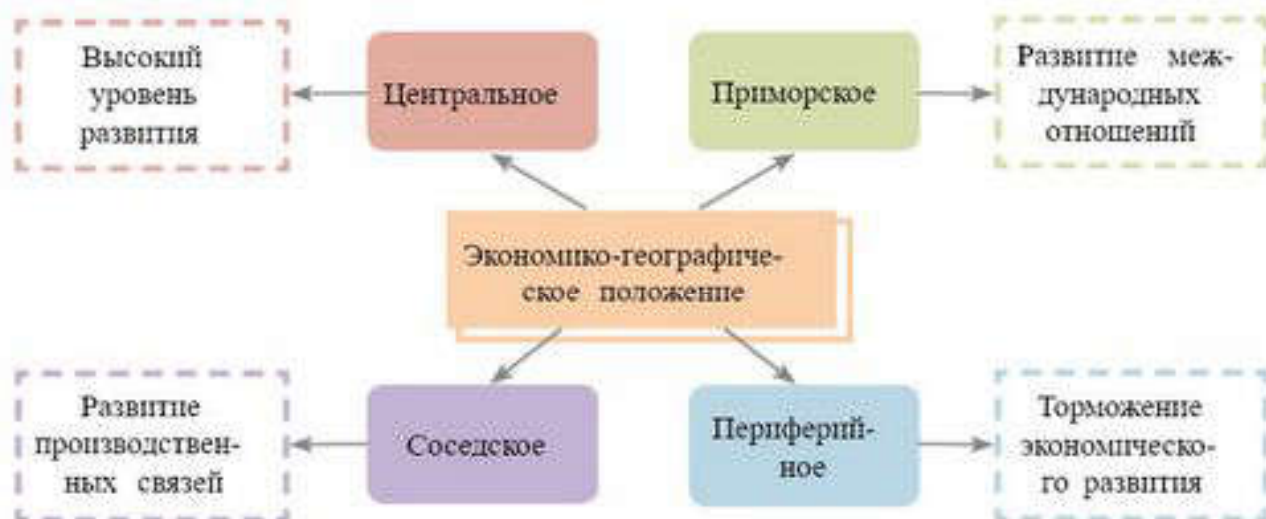 Высокий
уровень
развития
Центральное
Приморское
Развитие меж-
дународных
отношений
Экономико-географиче-
ское положение
Развитие
производствен-
ных связей
Соседское
Периферий-
ное
Торможение
экономическо-
го развития